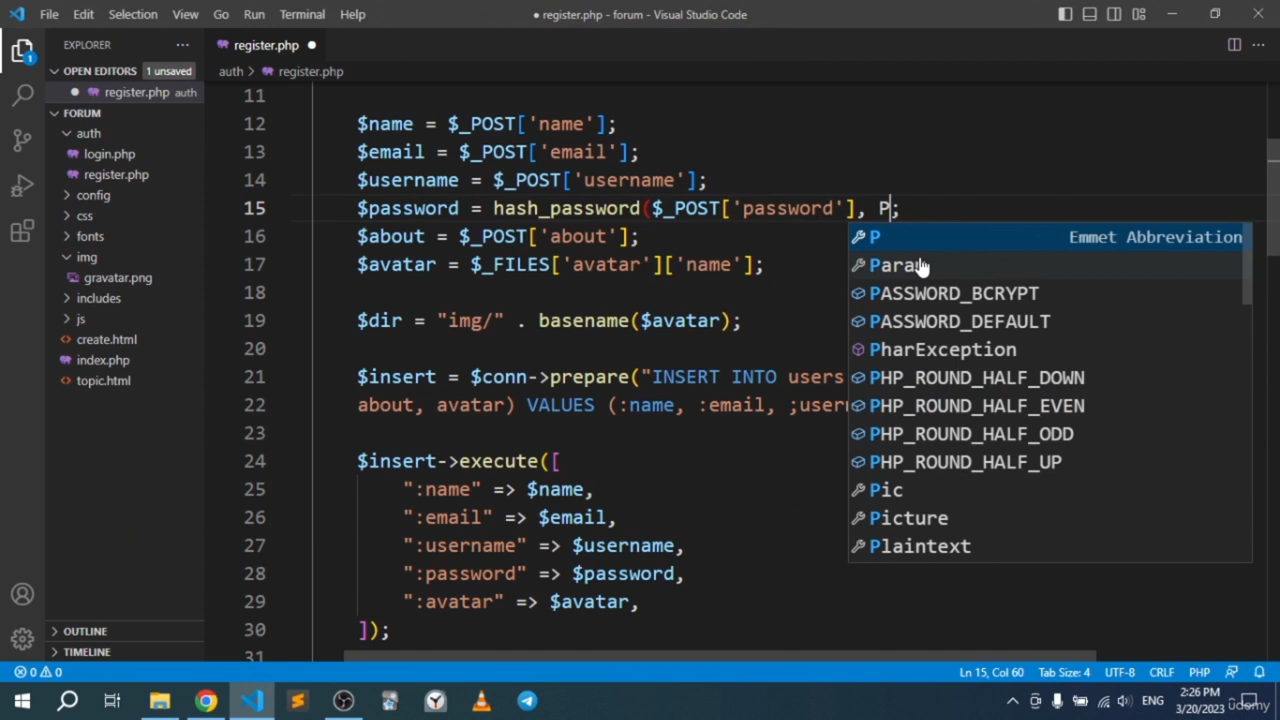 File Edit Selection View Go Run Terminal Help
● register.php - forum - Visual Studio Code
EXPLORER
register.php
OPEN EDITORS 1 unsaved
auth > register.php
register.php auth
FORUM
auth
login.php
register.php
config
css
fonts
img
gravatar.png
includes
js
create.html
index.php
topic.html
OUTLINE
TIMELINE
11
12 $name = $_POST['name'];
13 $email = $_POST['email'];
14 $username = $_POST['username'];
15 $password = hash_password($_POST['password'], P;
16 $about = $_POST['about'];
17 $avatar = $_FILES['avatar']['name'];
18
19 $dir = "img/" . basename($avatar);
20
21 $insert = $conn->prepare("INSERT INTO users
22 about, avatar) VALUES (:name, :email, ;usern
23
24 $insert->execute([
25 ":name" => $name,
26 ":email" => $email,
27 ":username" => $username,
28 ":password" => $password,
29 ":avatar" => $avatar,
30 ]);
31
P Emmet Abbreviation
Param
PASSWORD_BCRYPT
PASSWORD_DEFAULT
PharException
PHP_ROUND_HALF_DOWN
PHP_ROUND_HALF_EVEN
PHP_ROUND_HALF_ODD
PHP_ROUND_HALF_UP
Pic
Picture
Plaintext
0 0
Ln 15, Col 60 Tab Size: 4 UTF-8 CRLF PHP
ENG
2:26 PM
3/20/2023
udemy